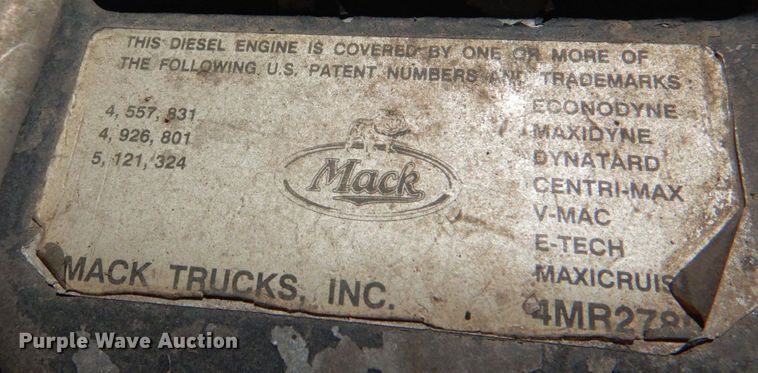 THIS DIESEL ENGINE IS COVERED BY ONE OR MORE OF
THE FOLLOWING U.S. PATENT NUMBERS AND TRADEMARKS
4,557,831
4,926,801
5,121,324
Mack
ECONODYNE
MAXIDYNE
DYNATARD
CENTRI-MAX
V-MAC
E-TECH
MAXICRUIS
MACK TRUCKS, INC.
4MR278
Purple Wave Auction